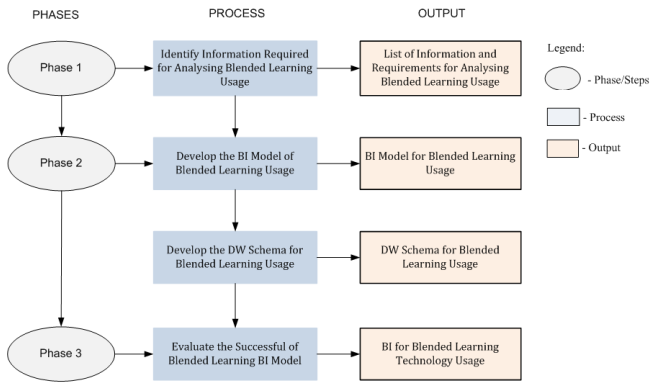 PHASES
PROCESS
OUTPUT
Phase 1
Identify Information Required
for Analysing Blended Learning
Usage
List of Information and
Requirements for Analysing
Blended Learning Usage
Legend:
- Phase/Steps
- Process
- Output
Phase 2
Develop the BI Model of
Blended Learning Usage
BI Model for Blended Learning
Usage
Develop the DW Schema for
Blended Learning Usage
DW Schema for Blended
Learning Usage
Phase 3
Evaluate the Successful of
Blended Learning BI Model
BI for Blended Learning
Technology Usage